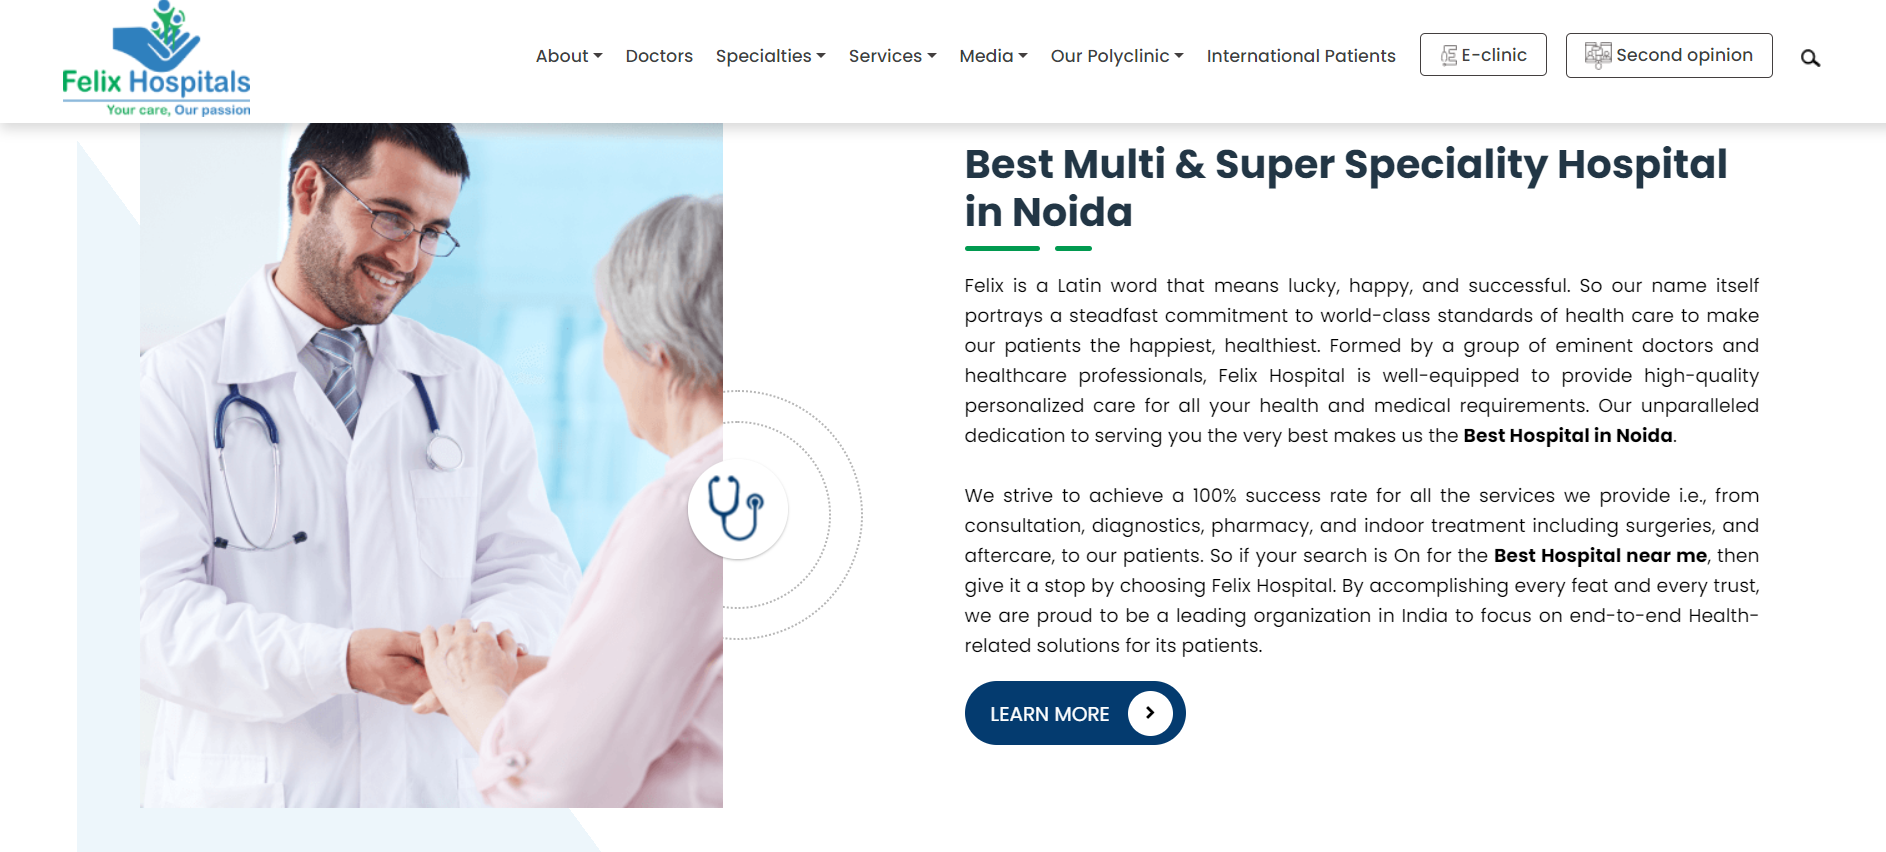 Felix Hospitals
Your care, Our passion
About
Doctors
Specialties
Services
Media
Our Polyclinic
International Patients
E-clinic
Second opinion
Best Multi & Super Speciality Hospital
in Noida
Felix is a Latin word that means lucky, happy, and successful. So our name itself
portrays a steadfast commitment to world-class standards of health care to make
our patients the happiest, healthiest. Formed by a group of eminent doctors and
healthcare professionals, Felix Hospital is well-equipped to provide high-quality
personalized care for all your health and medical requirements. Our unparalleled
dedication to serving you the very best makes us the Best Hospital in Noida.
We strive to achieve a 100% success rate for all the services we provide i.e., from
consultation, diagnostics, pharmacy, and indoor treatment including surgeries, and
aftercare, to our patients. So if your search is On for the Best Hospital near me, then
give it a stop by choosing Felix Hospital. By accomplishing every feat and every trust,
we are proud to be a leading organization in India to focus on end-to-end Health-
related solutions for its patients.
LEARN MORE